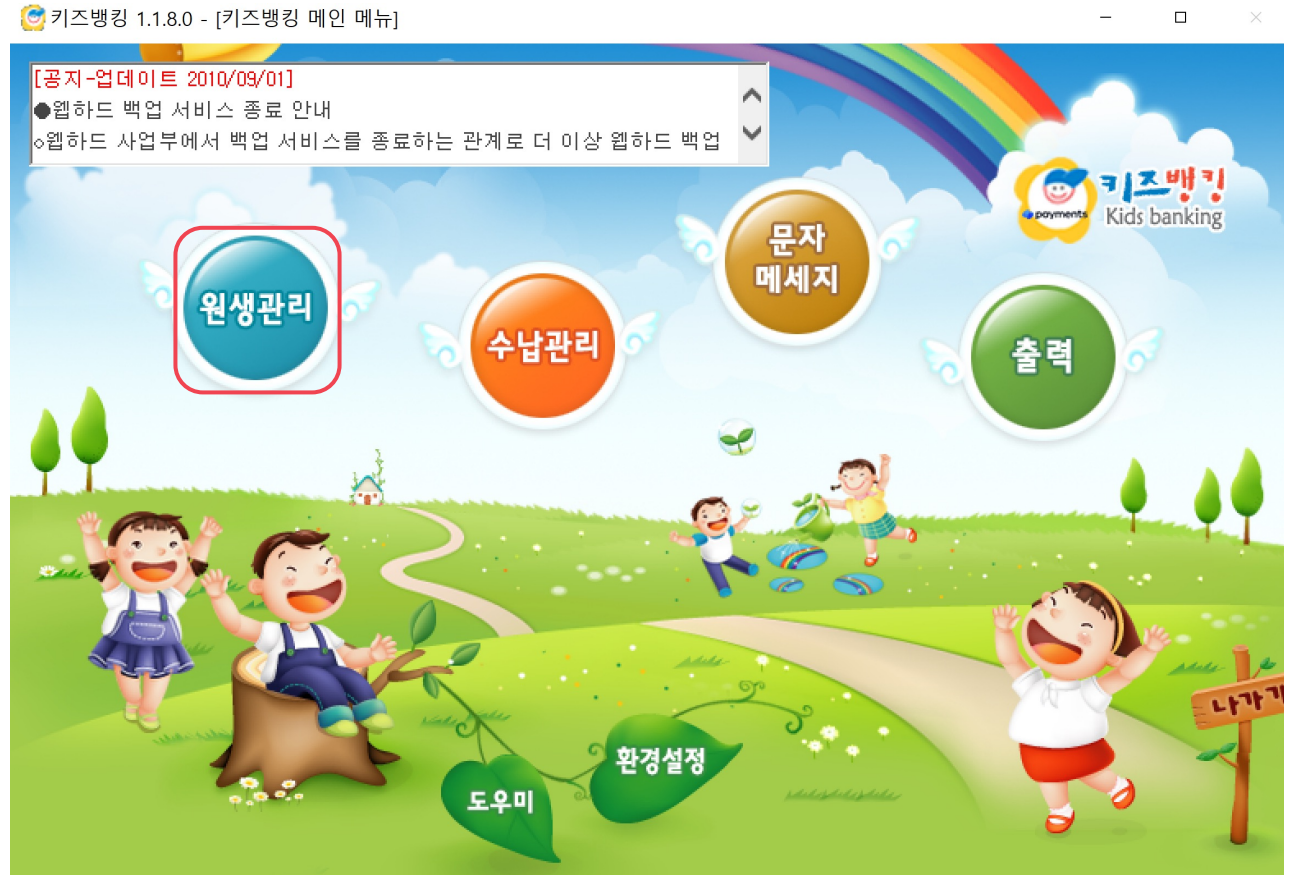 키즈뱅킹 1.1.8.0 - [키즈뱅킹 메인 메뉴]
[공지-업데이트 2010/09/01]
●웹하드 백업 서비스 종료 안내
◇웹하드 사업부에서 백업 서비스를 종료하는 관계로 더 이상 웹하드 백업
키즈뱅킹
payments
Kids banking
원생관리
수납관리
문자
메세지
출력
환경설정
도우미
나가기